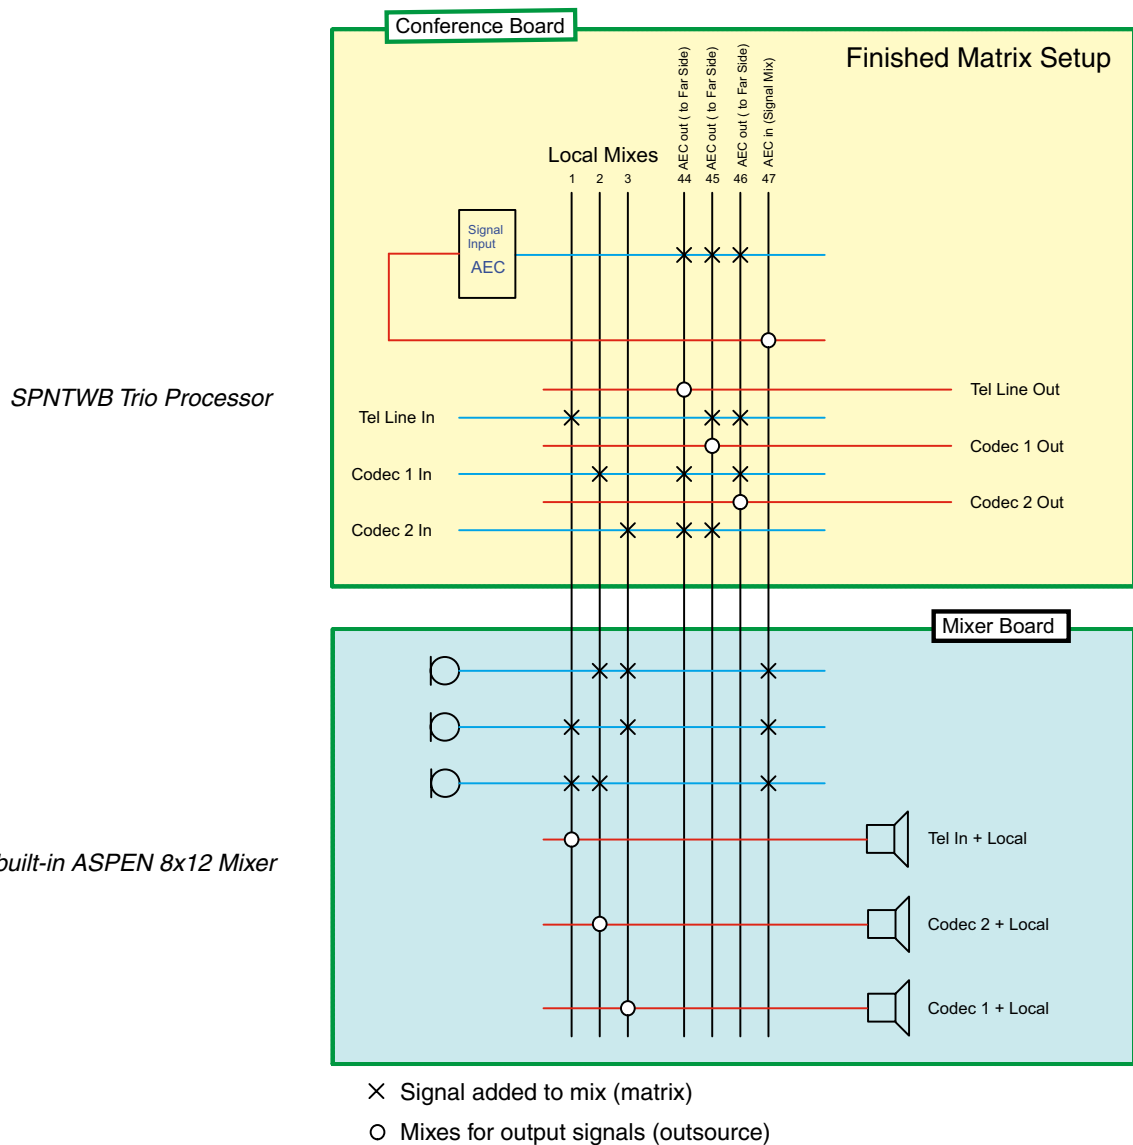 Conference Board
Finished Matrix Setup
AEC out ( to Far Side)
AEC out ( to Far Side)
AEC out ( to Far Side)
AEC in (Signal Mix)
Local Mixes
1 2 3 44 45 46 47
Signal
Input
AEC
SPNTWB Trio Processor
Tel Line Out
Tel Line In
Codec 1 Out
Codec 1 In
Codec 2 Out
Codec 2 In
Mixer Board
Tel In + Local
built-in ASPEN 8x12 Mixer
Codec 2 + Local
Codec 1 + Local
Signal added to mix (matrix)
Mixes for output signals (outsource)